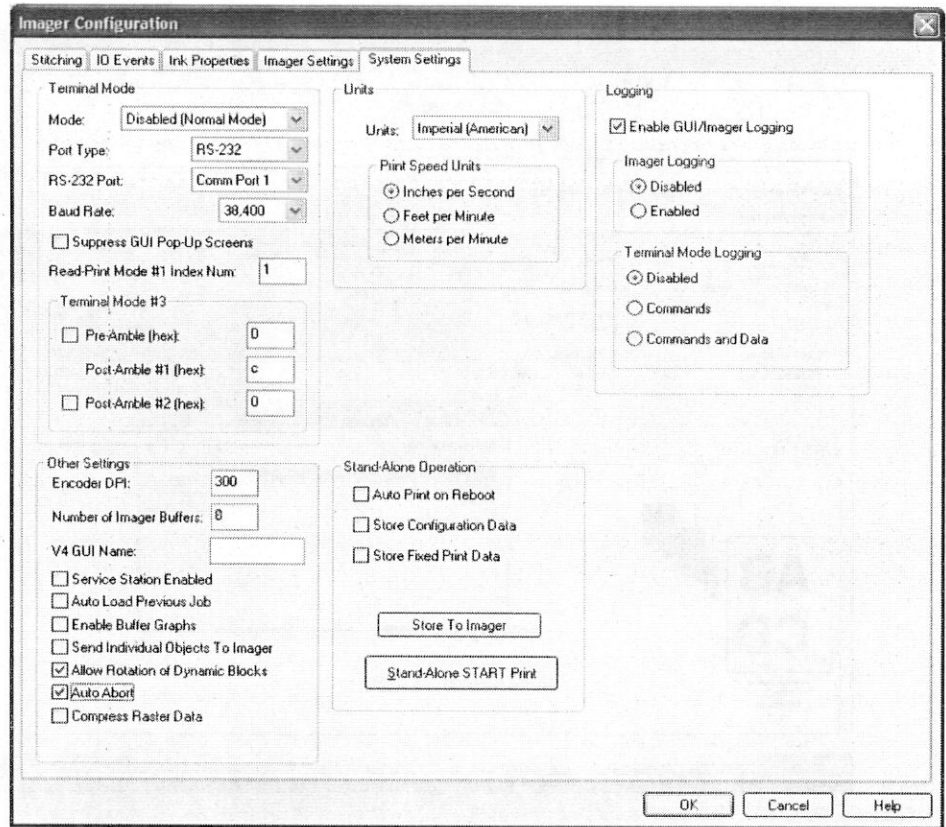 Imager Configuration
Stitching IO Events Ink Properties Imager Settings System Settings
Terminal Mode
Mode: Disabled (Normal Mode)
Port Type: RS-232
RS-232 Port: Comm Port 1
Baud Rate: 38,400
Suppress GUI Pop-Up Screens
Read-Print Mode #1 Index Num: 1
Terminal Mode #3
Pre-Amble (hex): 0
Post-Amble #1 (hex): c
Post-Amble #2 (hex): 0
Units
Units: Imperial (American)
Print Speed Units
Inches per Second
Feet per Minute
Meters per Minute
Logging
Enable GUI/Imager Logging
Imager Logging
Disabled
Enabled
Terminal Mode Logging
Disabled
Commands
Commands and Data
Other Settings
Encoder DPI: 300
Number of Imager Buffers: 8
V4 GUI Name:
Service Station Enabled
Auto Load Previous Job
Enable Buffer Graphs
Send Individual Objects To Imager
Allow Rotation of Dynamic Blocks
Auto Abort
Compress Raster Data
Stand-Alone Operation
Auto Print on Reboot
Store Configuration Data
Store Fixed Print Data
Store To Imager
Stand-Alone START Print
OK Cancel Help